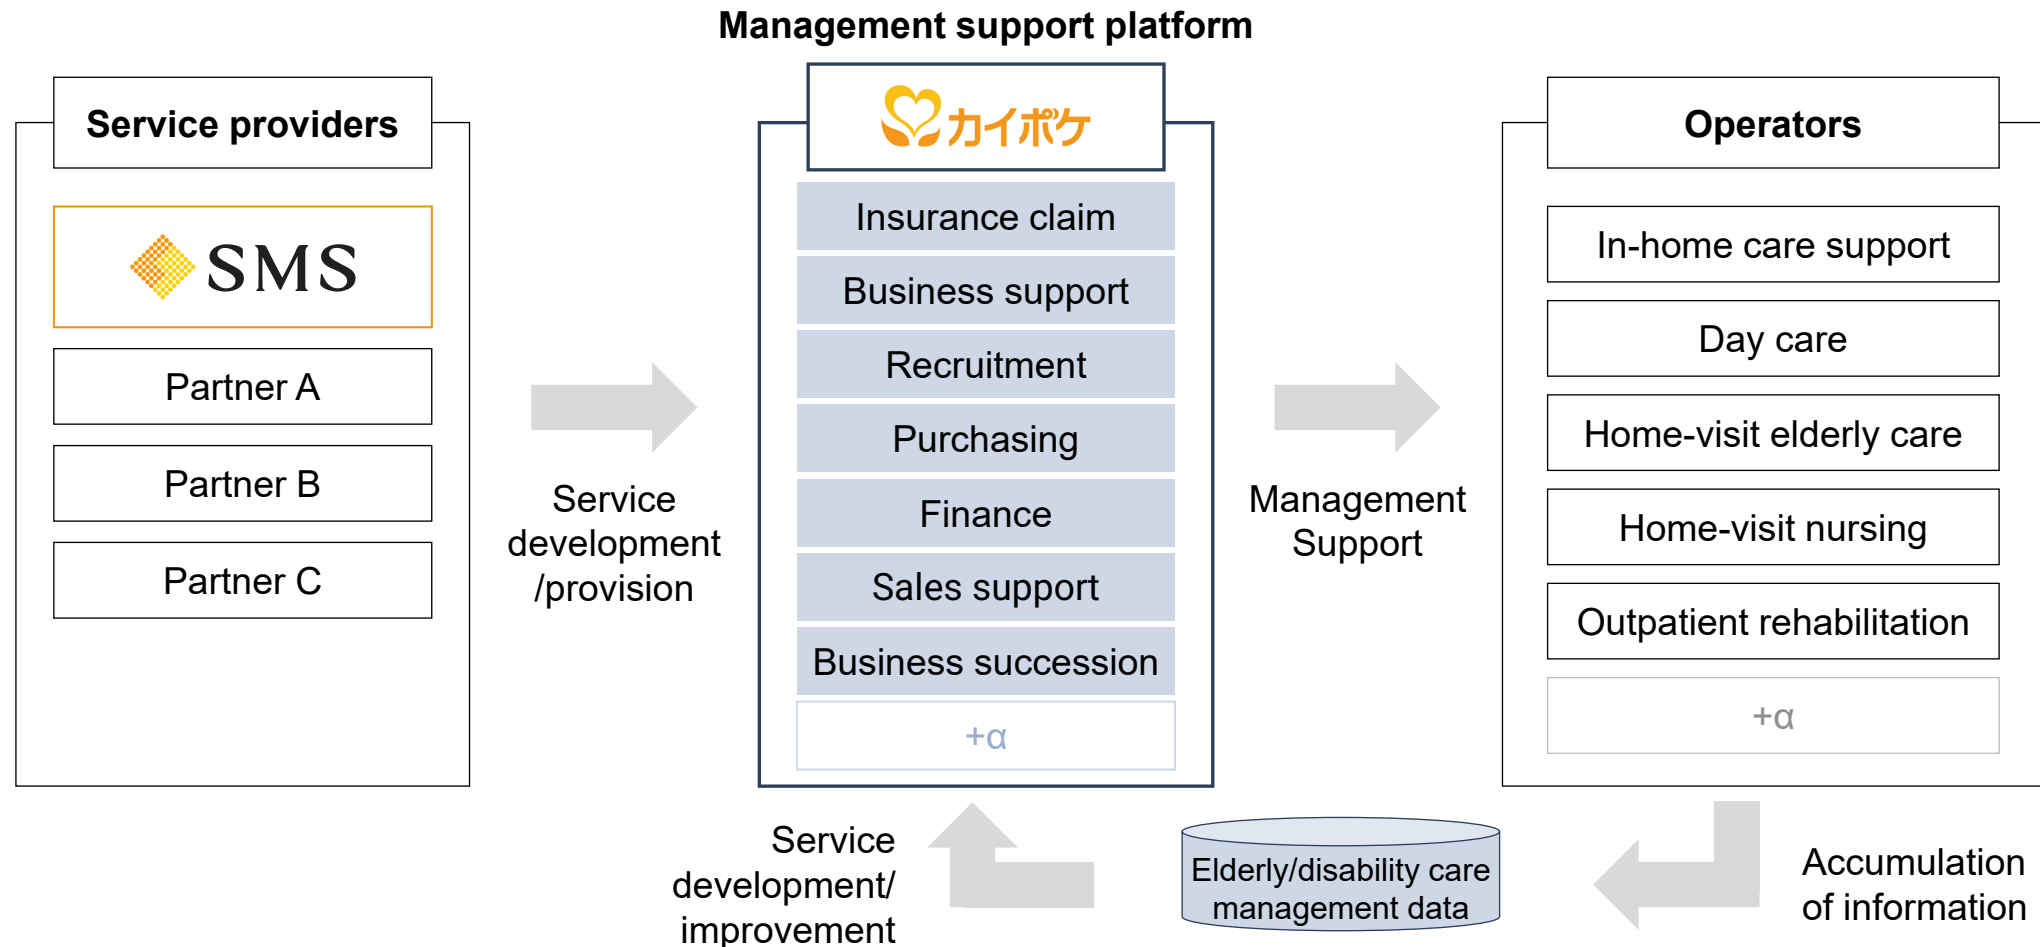 Management support platform
Service providers
SMS
Partner A
Partner B
Partner C
Service
development
/provision
カイポケ
Insurance claim
Business support
Recruitment
Purchasing
Finance
Sales support
Business succession
+α
Management
Support
Operators
In-home care support
Day care
Home-visit elderly care
Home-visit nursing
Outpatient rehabilitation
+α
Accumulation
of information
Elderly/disability care
management data
Service
development/
improvement